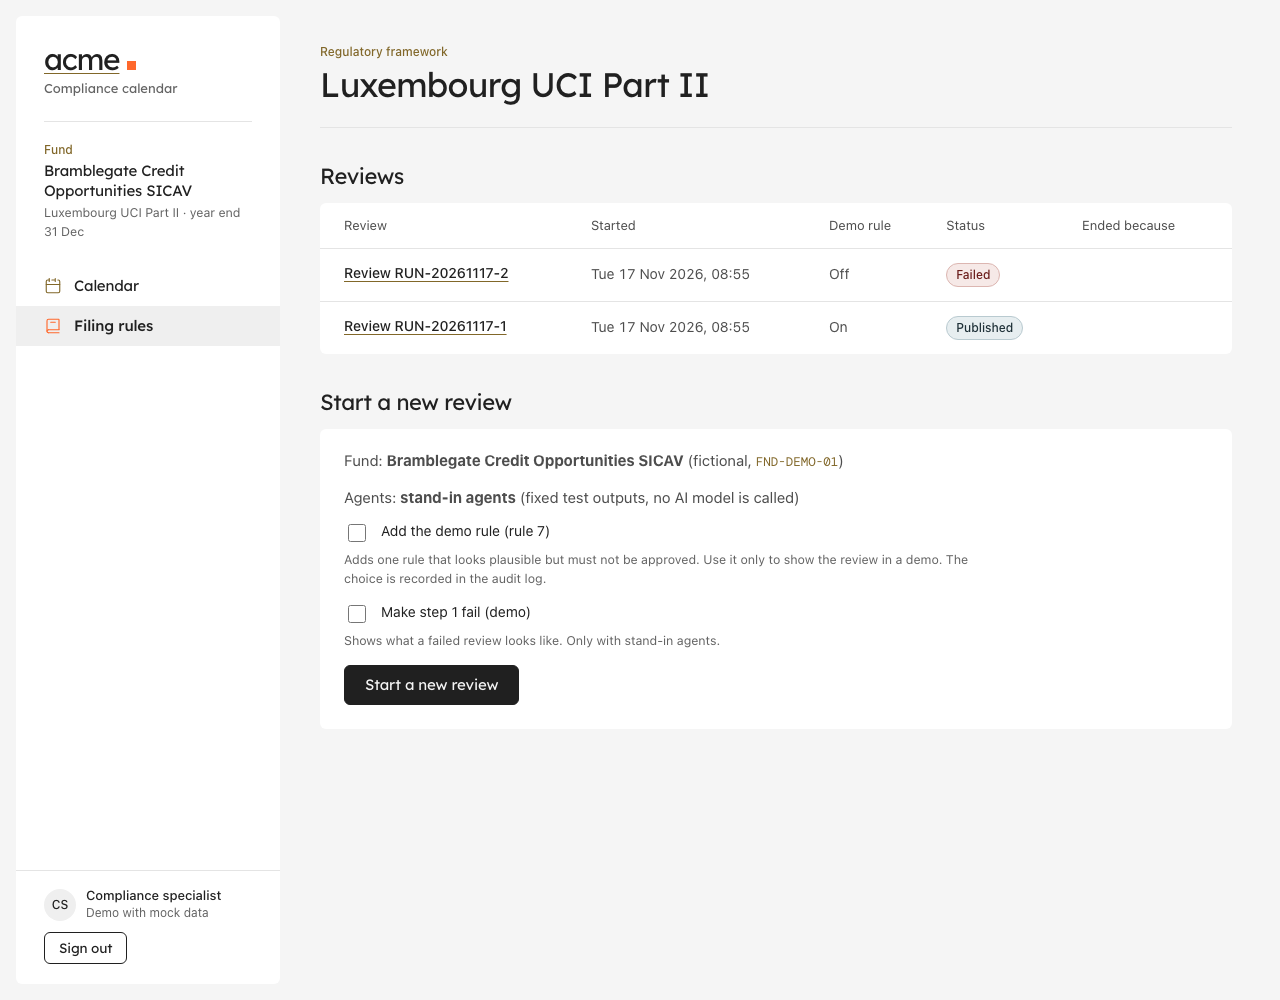 acme
Compliance calendar
Fund
Bramblegate Credit
Opportunities SICAV
Luxembourg UCI Part II · year end
31 Dec
Calendar
Filing rules
Compliance specialist
CS
Demo with mock data
Sign out
Regulatory framework
Luxembourg UCI Part II
Reviews
Review Started Demo rule Status Ended because
Review RUN-20261117-2 Tue 17 Nov 2026, 08:55 Off Failed
Review RUN-20261117-1 Tue 17 Nov 2026, 08:55 On Published
Start a new review
Fund: Bramblegate Credit Opportunities SICAV (fictional, FND-DEMO-01)
Agents: stand-in agents (fixed test outputs, no AI model is called)
Add the demo rule (rule 7)
Adds one rule that looks plausible but must not be approved. Use it only to show the review in a demo. The
choice is recorded in the audit log.
Make step 1 fail (demo)
Shows what a failed review looks like. Only with stand-in agents.
Start a new review